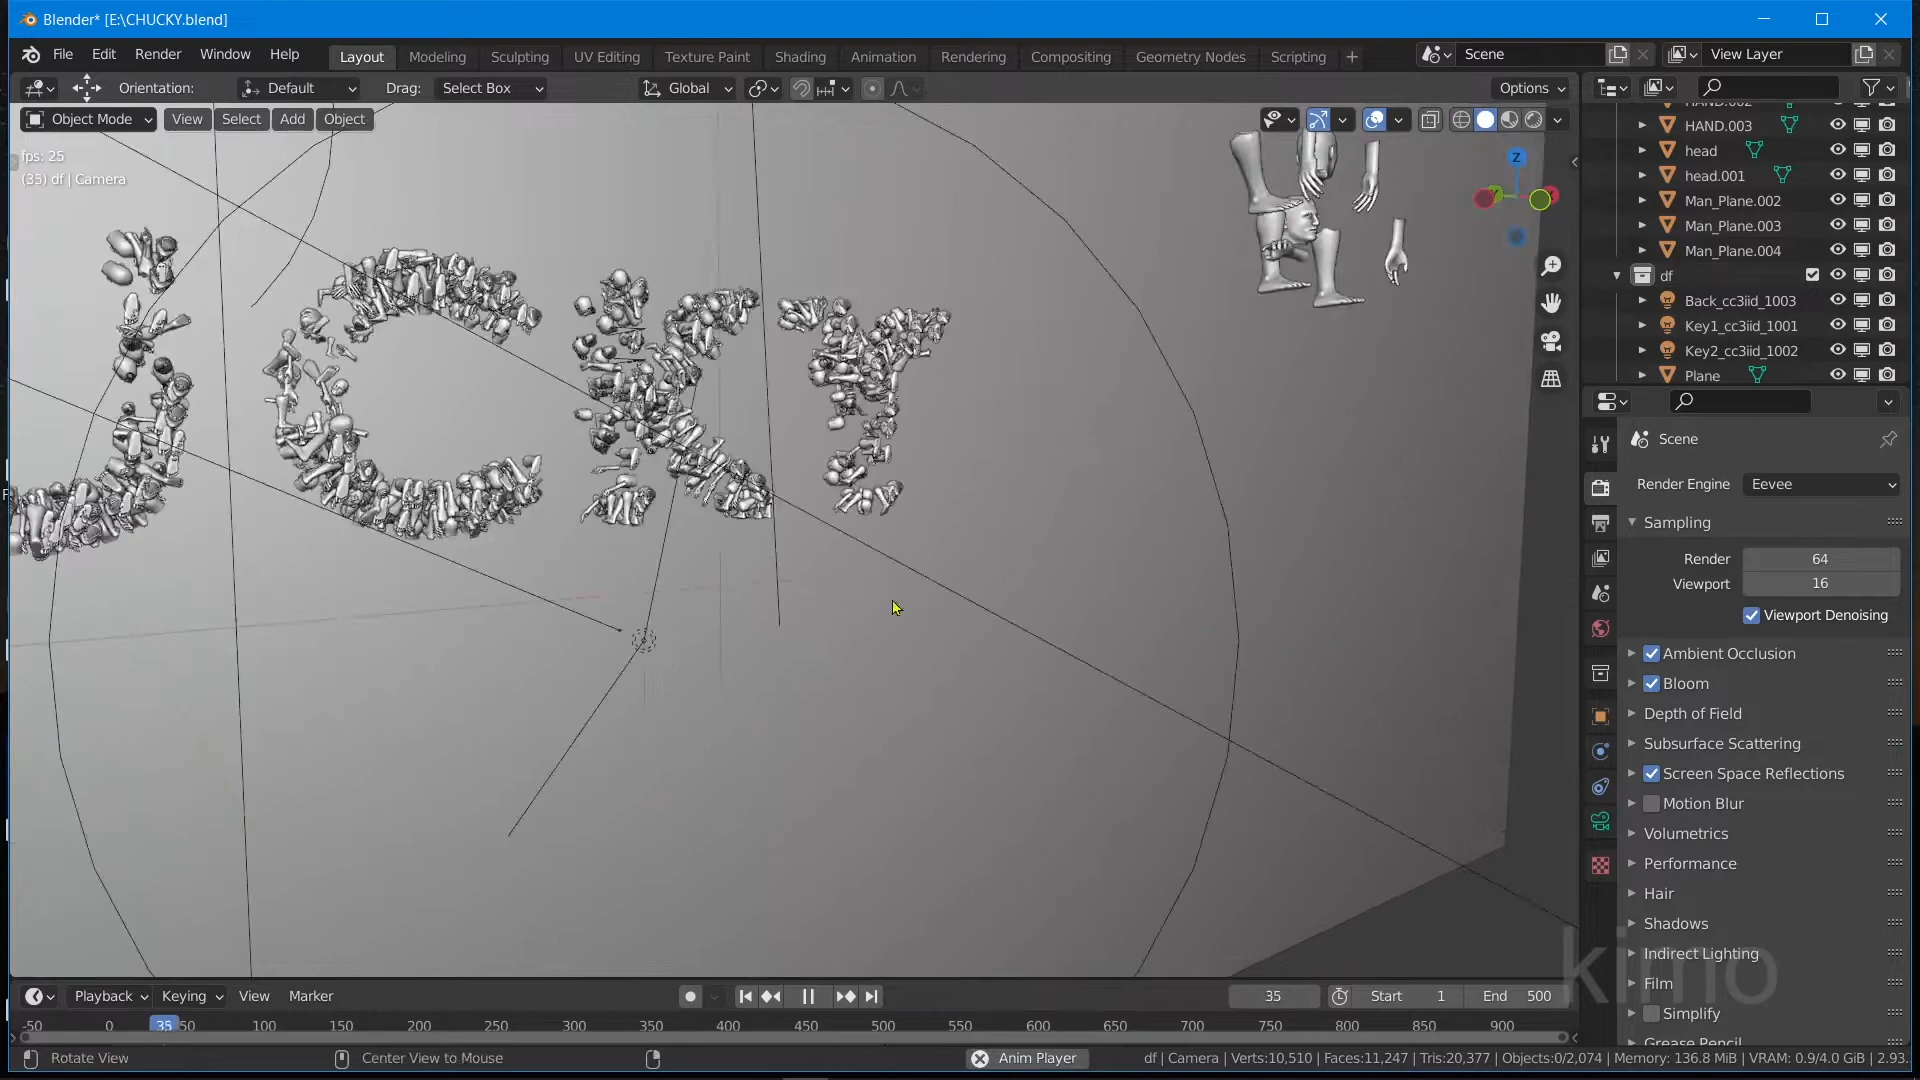 Blender* [E:\CHUCKY.blend]
File Edit Render Window Help Layout Modeling Sculpting UV Editing Texture Paint Shading Animation Rendering Compositing Geometry Nodes Scripting + Scene View Layer
Orientation: Default Drag: Select Box Global Options
Object Mode View Select Add Object
fps: 25
(35) df | Camera
Z
HAND.002
HAND.003
head
head.001
Man_Plane.002
Man_Plane.003
Man_Plane.004
df
Back_cc3iid_1003
Key1_cc3iid_1001
Key2_cc3iid_1002
Plane
Scene
Render Engine Eevee
Sampling
Render 64
Viewport 16
Viewport Denoising
Ambient Occlusion
Bloom
Depth of Field
Subsurface Scattering
Screen Space Reflections
Motion Blur
Volumetrics
Performance
Hair
Shadows
Indirect Lighting
Film
Simplify
Grease Pencil
kimo
Playback Keying View Marker 35 Start 1 End 500
-50 0 35 50 100 150 200 250 300 350 400 450 500 550 600 650 700 750 800 850 900
Rotate View Center View to Mouse Anim Player df | Camera | Verts:10,510 | Faces:11,247 | Tris:20,377 | Objects:0/2,074 | Memory: 136.8 MiB | VRAM: 0.9/4.0 GiB | 2.93.